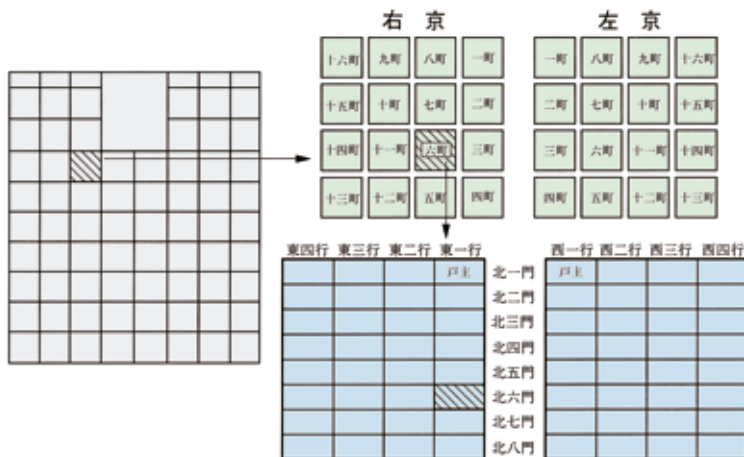 右京
左京
十六町 九町 八町 一町
一町 八町 九町 十六町
十五町 十町 七町 二町
二町 七町 十町 十五町
十四町 十一町 六町 三町
三町 六町 十一町 十四町
十三町 十二町 五町 四町
四町 五町 十二町 十三町
東四行 東三行 東二行 東一行
西一行 西二行 西三行 西四行
戸主 北一門 戸主
北二門
北三門
北四門
北五門
北六門
北七門
北八門